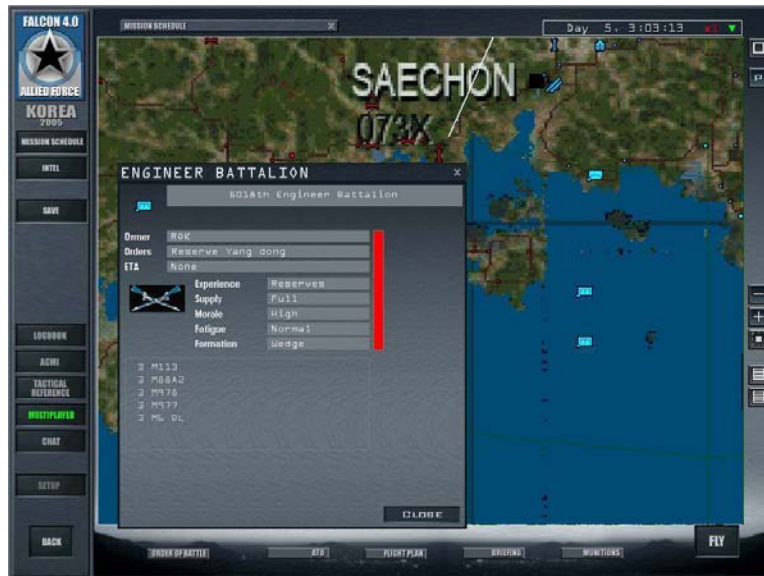 FALCON 4.0
ALLIED FORCE
KOREA
2005
MISSION SCHEDULE
INTEL
SAVE
LOGBOOK
ACMI
TACTICAL
REFERENCE
MULTIPLAYER
CHAT
SETUP
BACK
MISSION SCHEDULE X
Day 5, 3:03:13 x1
SAECHON
073X
ENGINEER BATTALION x
6018th Engineer Battalion
Owner ROK
Orders Reserve Yang dong
ETA None
Experience Reserves
Supply Full
Morale High
Fatigue Normal
Formation Wedge
3 M113
3 M88A2
3 M978
3 M977
CLOSE
ORDER OF BATTLE
ATO
FLIGHT PLAN
BRIEFING
MUNITIONS
FLY
P